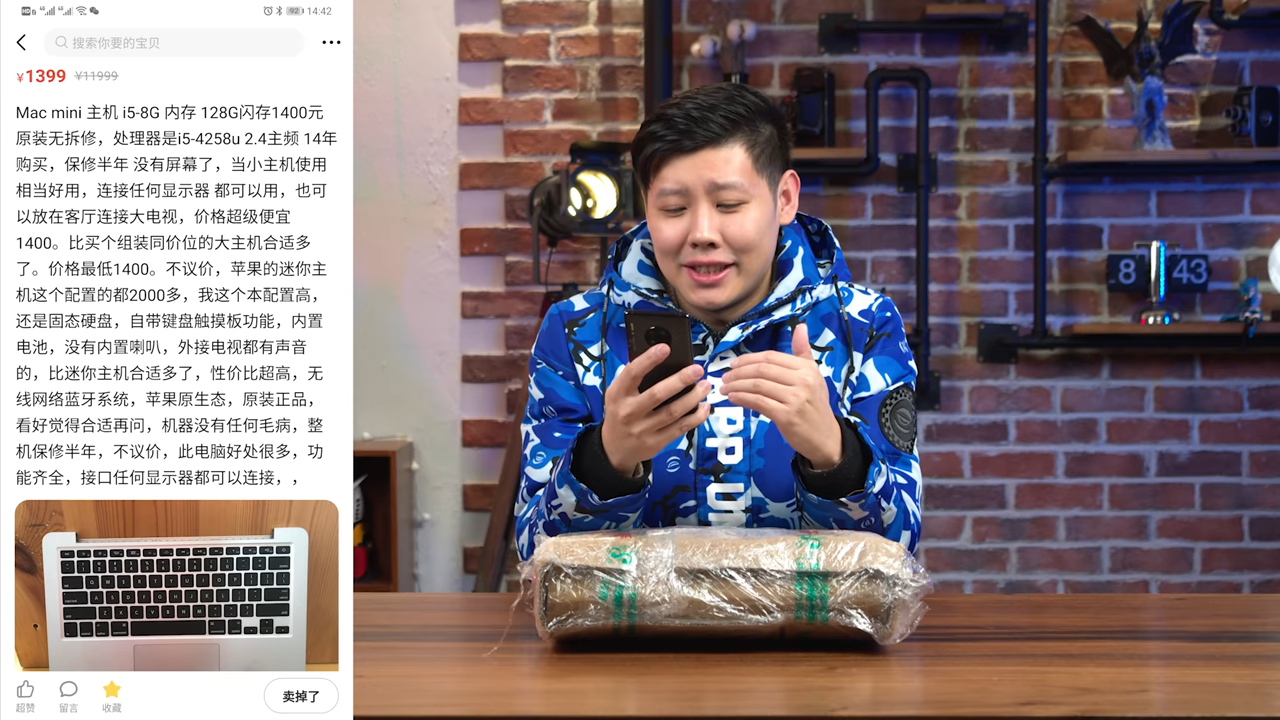 HD 4G 4G 92 14:42
搜索你要的宝贝
¥1399 ¥11999
Mac mini 主机 i5-8G 内存 128G闪存1400元
原装无拆修，处理器是i5-4258u 2.4主频 14年
购买，保修半年 没有屏幕了，当小主机使用
相当好用，连接任何显示器 都可以用，也可
以放在客厅连接大电视，价格超级便宜
1400。比买个组装同价位的大主机合适多
了。价格最低1400。不议价，苹果的迷你主
机这个配置的都2000多，我这个本配置高，
还是固态硬盘，自带键盘触摸板功能，内置
电池，没有内置喇叭，外接电视都有声音
的，比迷你主机合适多了，性价比超高，无
线网络蓝牙系统，苹果原生态，原装正品，
看好觉得合适再问，机器没有任何毛病，整
机保修半年，不议价，此电脑好处很多，功
能齐全，接口任何显示器都可以连接，，
超赞 留言 收藏 卖掉了
8 43